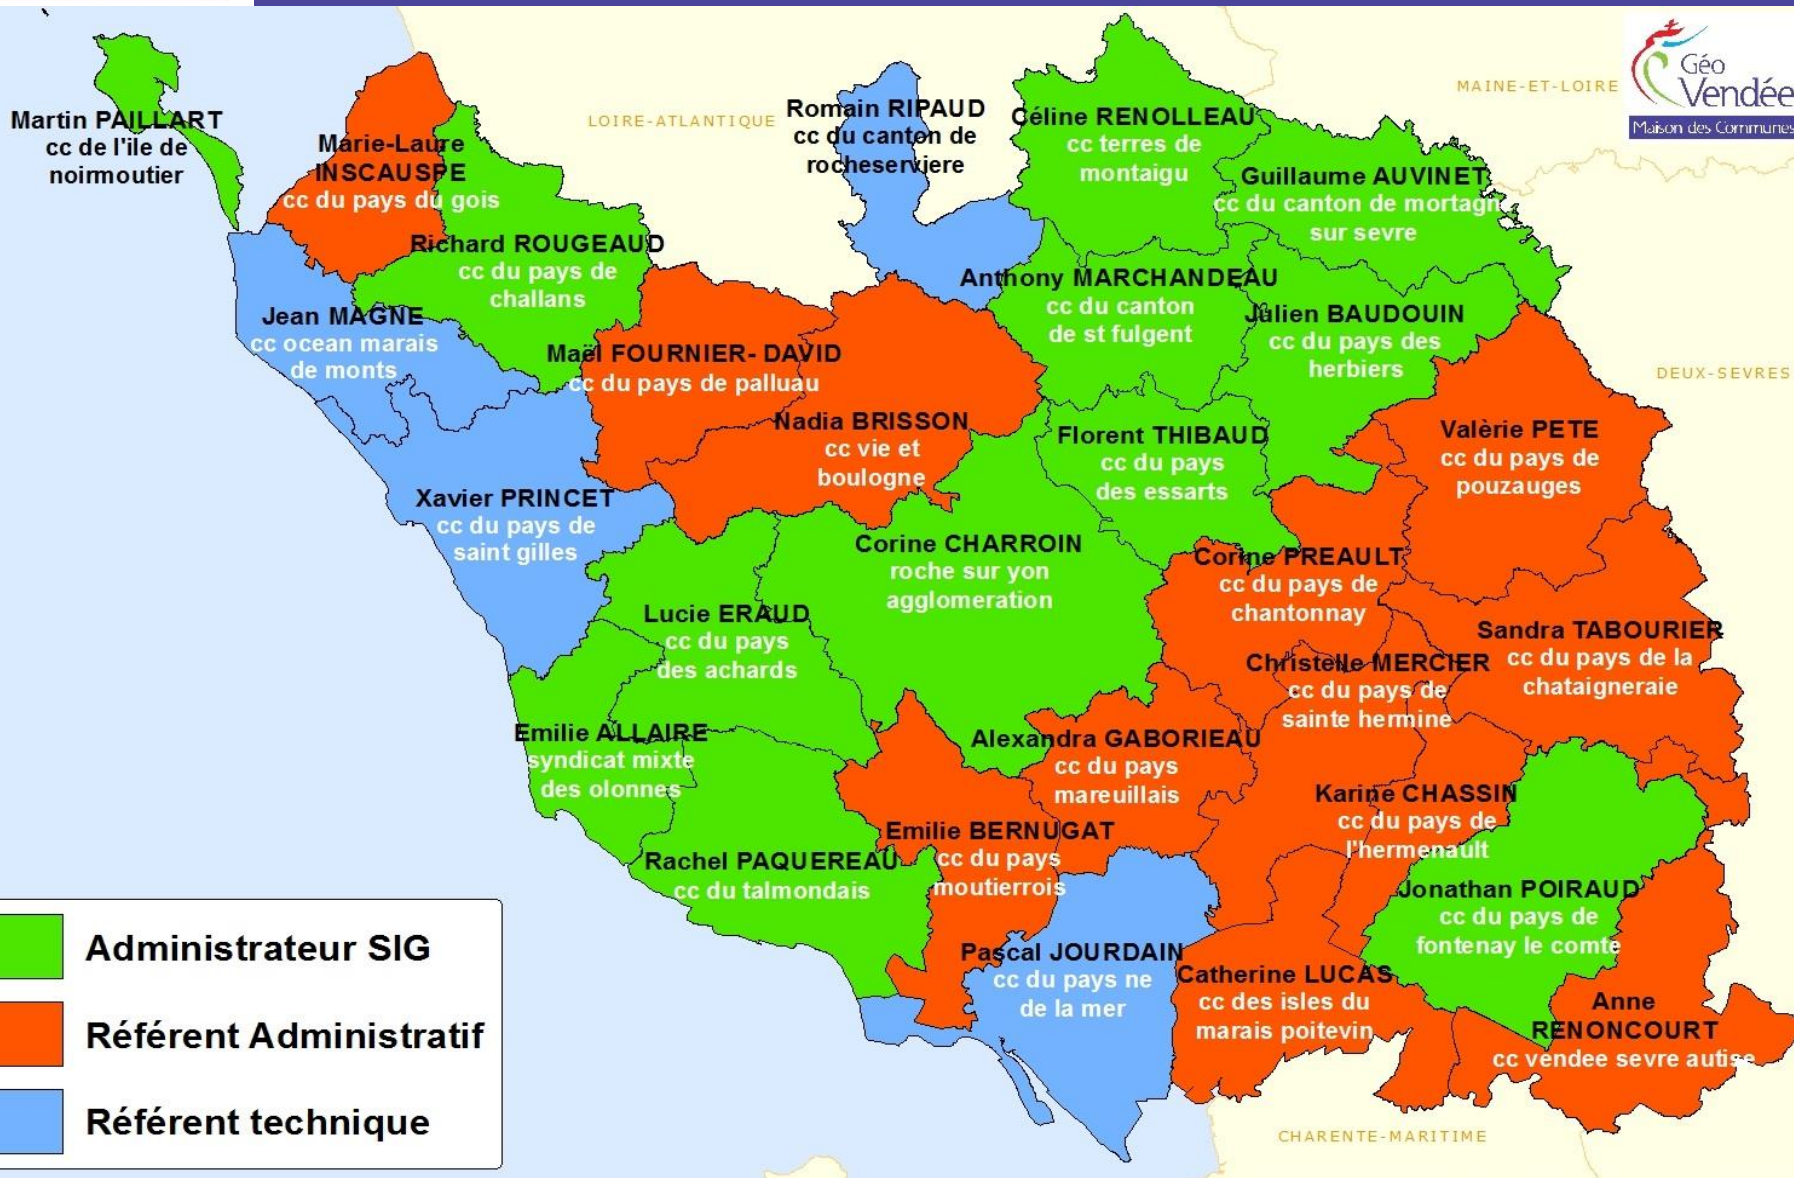 Géo
Vendée
Maison des Communes
MAINE-ET-LOIRE
LOIRE-ATLANTIQUE
DEUX-SEVRES
CHARENTE-MARITIME
Martin PAILLART
cc de l'ile de
noirmoutier
Marie-Laure
INSCAUSPE
cc du pays du gois
Richard ROUGEAUD
cc du pays de
challans
Romain RIPAUD
cc du canton de
rocheserviere
Céline RENOLLEAU
cc terres de
montaigu
Guillaume AUVINET
cc du canton de mortagne
sur sevre
Jean MAGNE
cc ocean marais
de monts
Maël FOURNIER- DAVID
cc du pays de palluau
Anthony MARCHANDEAU
cc du canton
de st fulgent
Julien BAUDOUIN
cc du pays des
herbiers
Nadia BRISSON
cc vie et
boulogne
Florent THIBAUD
cc du pays
des essarts
Valèrie PETE
cc du pays de
pouzauges
Xavier PRINCET
cc du pays de
saint gilles
Corine CHARROIN
roche sur yon
agglomeration
Corine PREAULT
cc du pays de
chantonnay
Lucie ERAUD
cc du pays
des achards
Christelle MERCIER
cc du pays de
sainte hermine
Sandra TABOURIER
cc du pays de la
chataigneraie
Emilie ALLAIRE
syndicat mixte
des olonnes
Alexandra GABORIEAU
cc du pays
mareuillais
Karine CHASSIN
cc du pays de
l'hermenault
Emilie BERNUGAT
cc du pays
moutierrois
Rachel PAQUEREAU
cc du talmondais
Jonathan POIRAUD
cc du pays de
fontenay le comte
Pascal JOURDAIN
cc du pays ne
de la mer
Catherine LUCAS
cc des isles du
marais poitevin
Anne
RENONCOURT
cc vendee sevre autise
Administrateur SIG
Référent Administratif
Référent technique